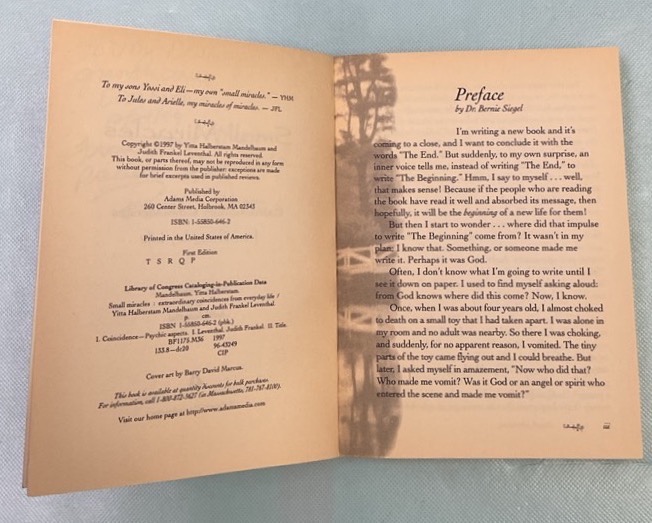 To my sons Yossi and Eli—my own "small miracles." — YHM
To Jules and Arielle, my miracles of miracles. — JFL
Copyright ©1997 by Yitta Halberstam Mandelbaum and
Judith Frankel Leventhal. All rights reserved.
This book, or parts thereof, may not be reproduced in any form
without permission from the publisher; exceptions are made
for brief excerpts used in published reviews.
Published by
Adams Media Corporation
260 Center Street, Holbrook, MA 02343
ISBN: 1-55850-646-2
Printed in the United States of America.
First Edition
T S R Q P
Library of Congress Cataloging-in-Publication Data
Mandelbaum, Yitta Halberstam.
Small miracles : extraordinary coincidences from everyday life /
Yitta Halberstam Mandelbaum and Judith Frankel Leventhal.
p. cm.
ISBN 1-55850-646-2 (pbk.)
1. Coincidence—Psychic aspects. I. Leventhal, Judith Frankel. II. Title.
BF1175.M36 1997
133.8—dc20 96-43249
CIP
Cover art by Barry David Marcus.
This book is available at quantity discounts for bulk purchases.
For information, call 1-800-872-5627 (in Massachusetts, 781-767-8100).
Visit our home page at http://www.adamsmedia.com
Preface
by Dr. Bernie Siegel
I'm writing a new book and it's
coming to a close, and I want to conclude it with the
words "The End." But suddenly, to my own surprise, an
inner voice tells me, instead of writing "The End," to
write "The Beginning." Hmm, I say to myself . . . well,
that makes sense! Because if the people who are reading
the book have read it well and absorbed its message, then
hopefully, it will be the beginning of a new life for them!
But then I start to wonder . . . where did that impulse
to write "The Beginning" come from? It wasn't in my
plan; I know that. Something, or someone made me
write it. Perhaps it was God.
Often, I don't know what I'm going to write until I
see it down on paper. I used to find myself asking aloud:
from God knows where did this come? Now, I know.
Once, when I was about four years old, I almost choked
to death on a small toy that I had taken apart. I was alone in
my room and no adult was nearby. So there I was choking,
and suddenly, for no apparent reason, I vomited. The tiny
parts of the toy came flying out and I could breathe. But
later, I asked myself in amazement, "Now who did that?
Who made me vomit? Was it God or an angel or spirit who
entered the scene and made me vomit?"